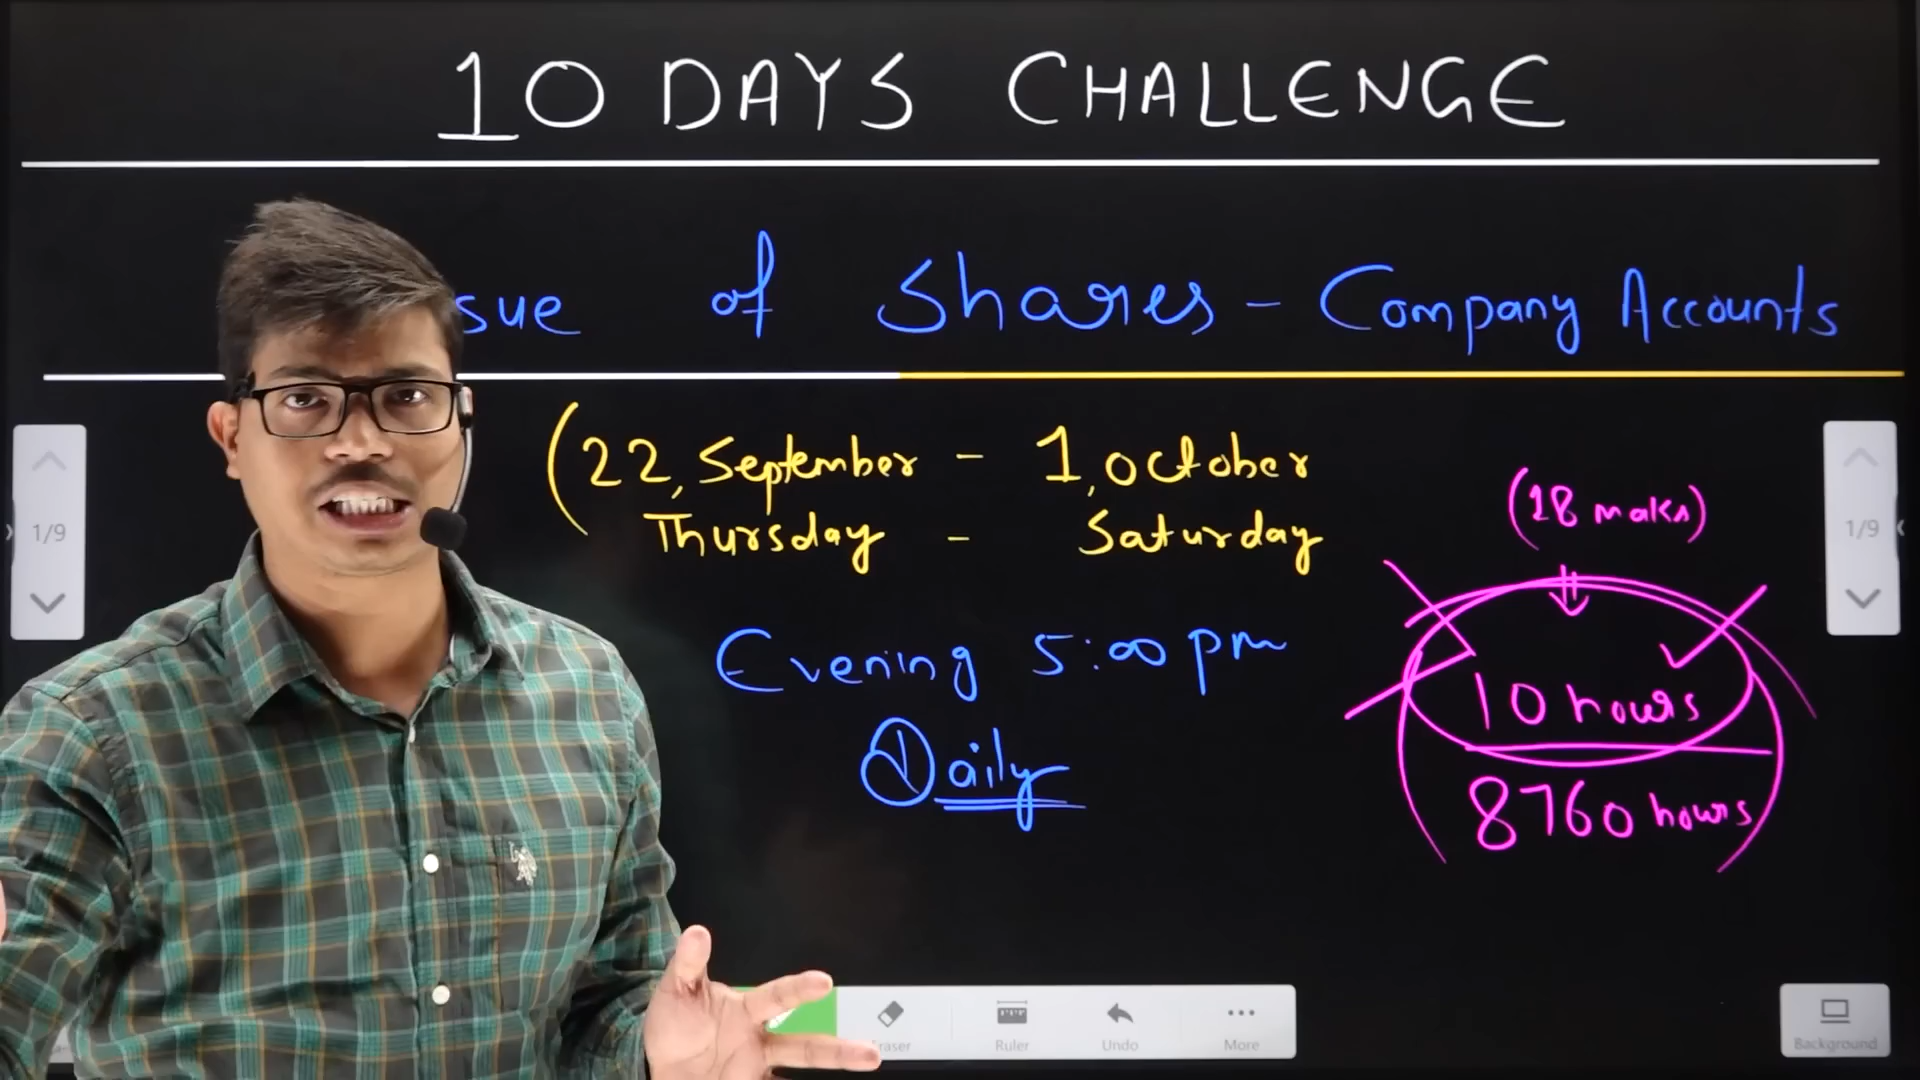 10 DAYS CHALLENGE
sue of Shares - Company Accounts
(22, September - 1, October
Thursday - Saturday
(18 maks)
Evening 5:00 pm
10 hours
Daily
8760 hours
1/9
1/9
Eraser Ruler Undo More
Background